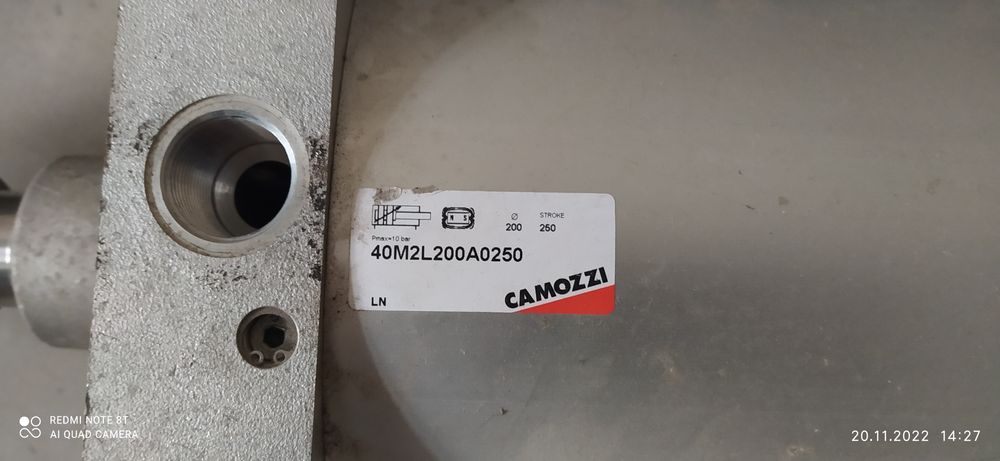 N S
Ø
STROKE
200
250
Pmax=10 bar
40M2L200A0250
LN
CAMOZZI
REDMI NOTE 8T
AI QUAD CAMERA
20.11.2022 14:27